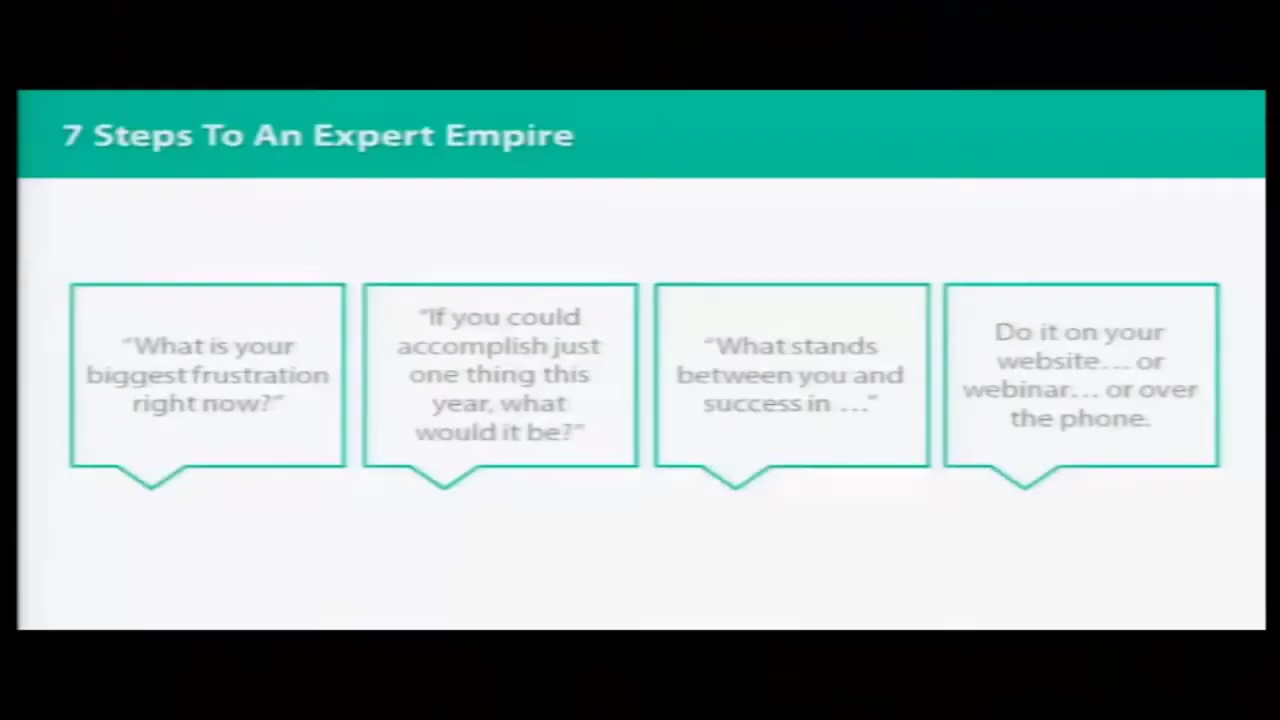 7 Steps To An Expert Empire
"What is your
biggest frustration
right now?"
"If you could
accomplish just
one thing this
year, what
would it be?"
"What stands
between you and
success in ..."
Do it on your
website... or
webinar... or over
the phone.